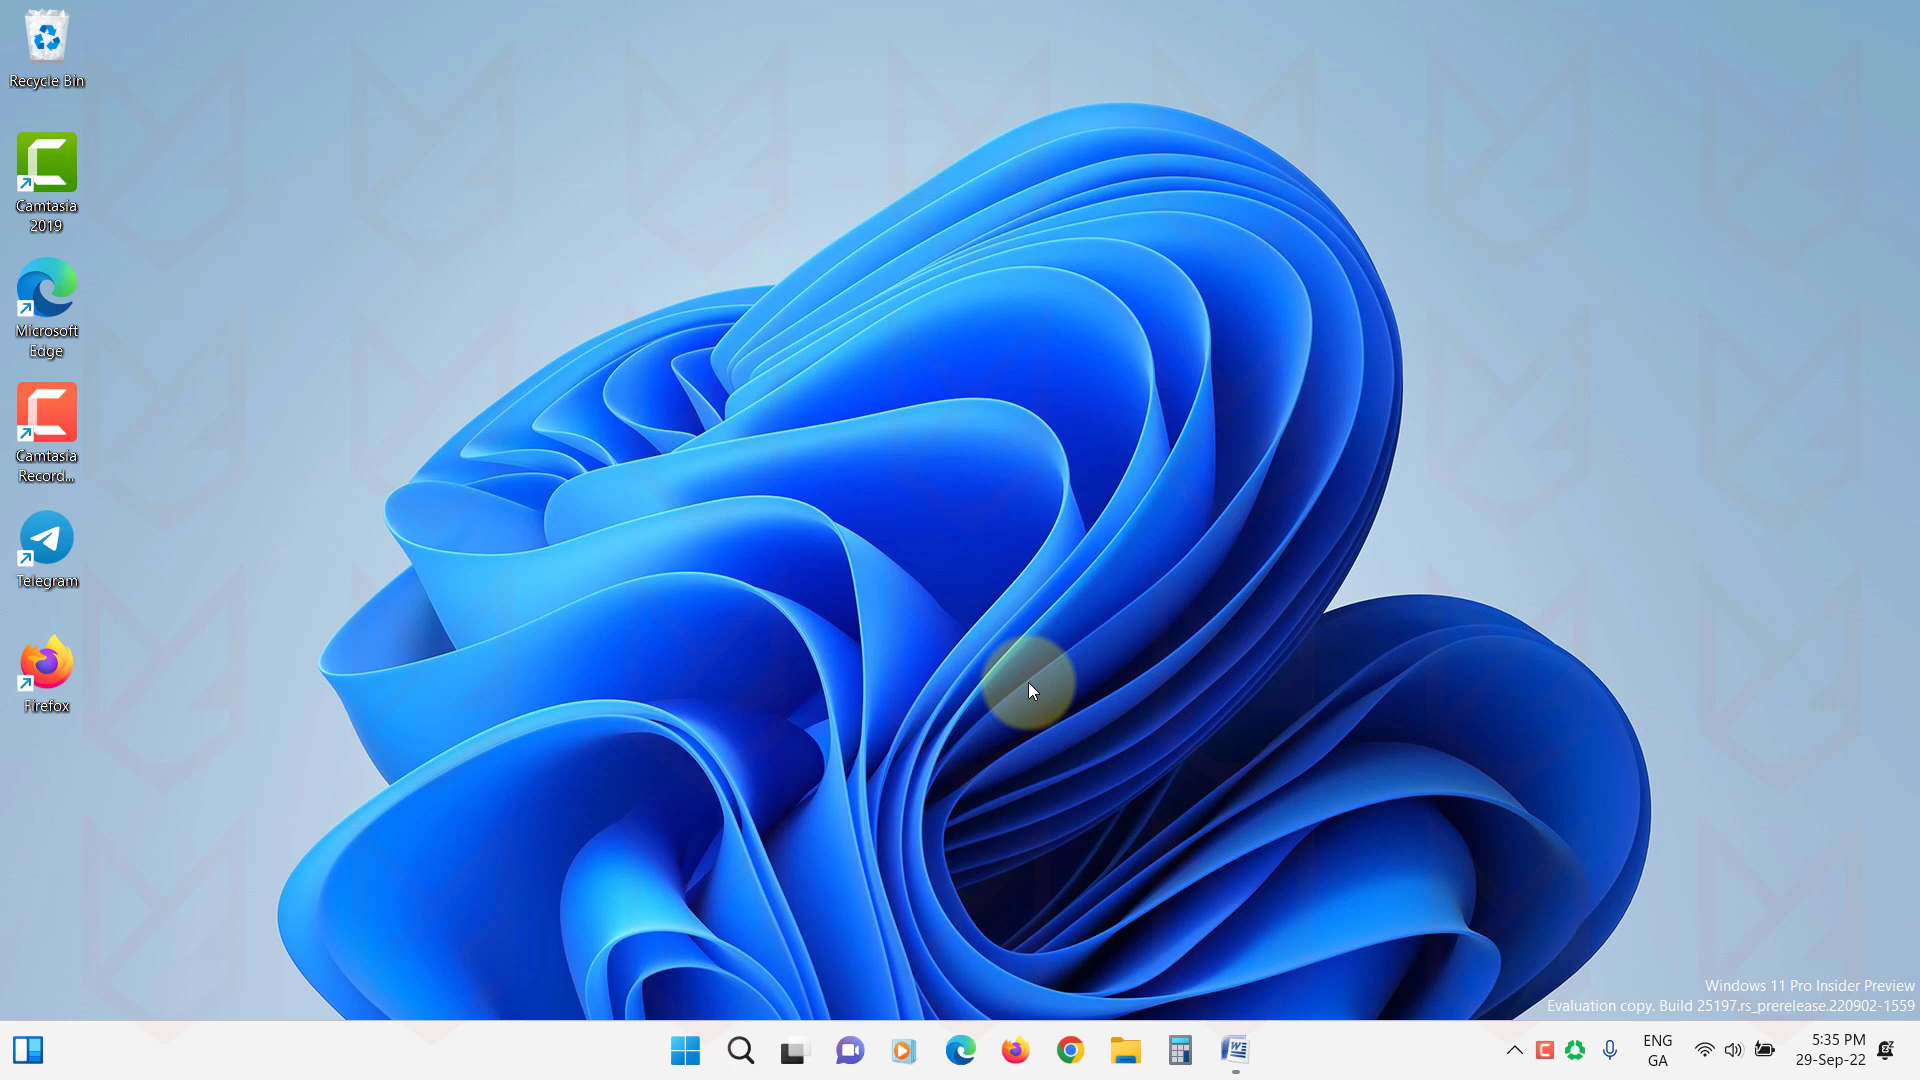 Recycle Bin
Camtasia
2019
Microsoft
Edge
Camtasia
Record...
Telegram
Firefox
Windows 11 Pro Insider Preview
Evaluation copy. Build 25197.rs_prerelease.220902-1559
ENG
GA
5:35 PM
29-Sep-22